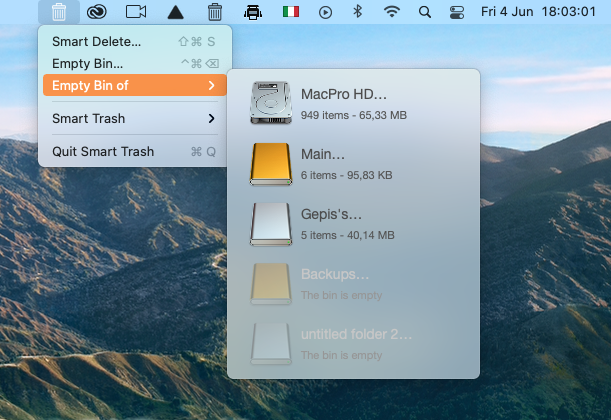 Fri 4 Jun 18:03:01
Smart Delete... ⇧⌘ S
Empty Bin... ^⌘⌫
Empty Bin of
Smart Trash
Quit Smart Trash ⌘ Q
MacPro HD...
949 items - 65,33 MB
Main...
6 items - 95,83 KB
Gepis's...
5 items - 40,14 MB
Backups...
The bin is empty
untitled folder 2...
The bin is empty